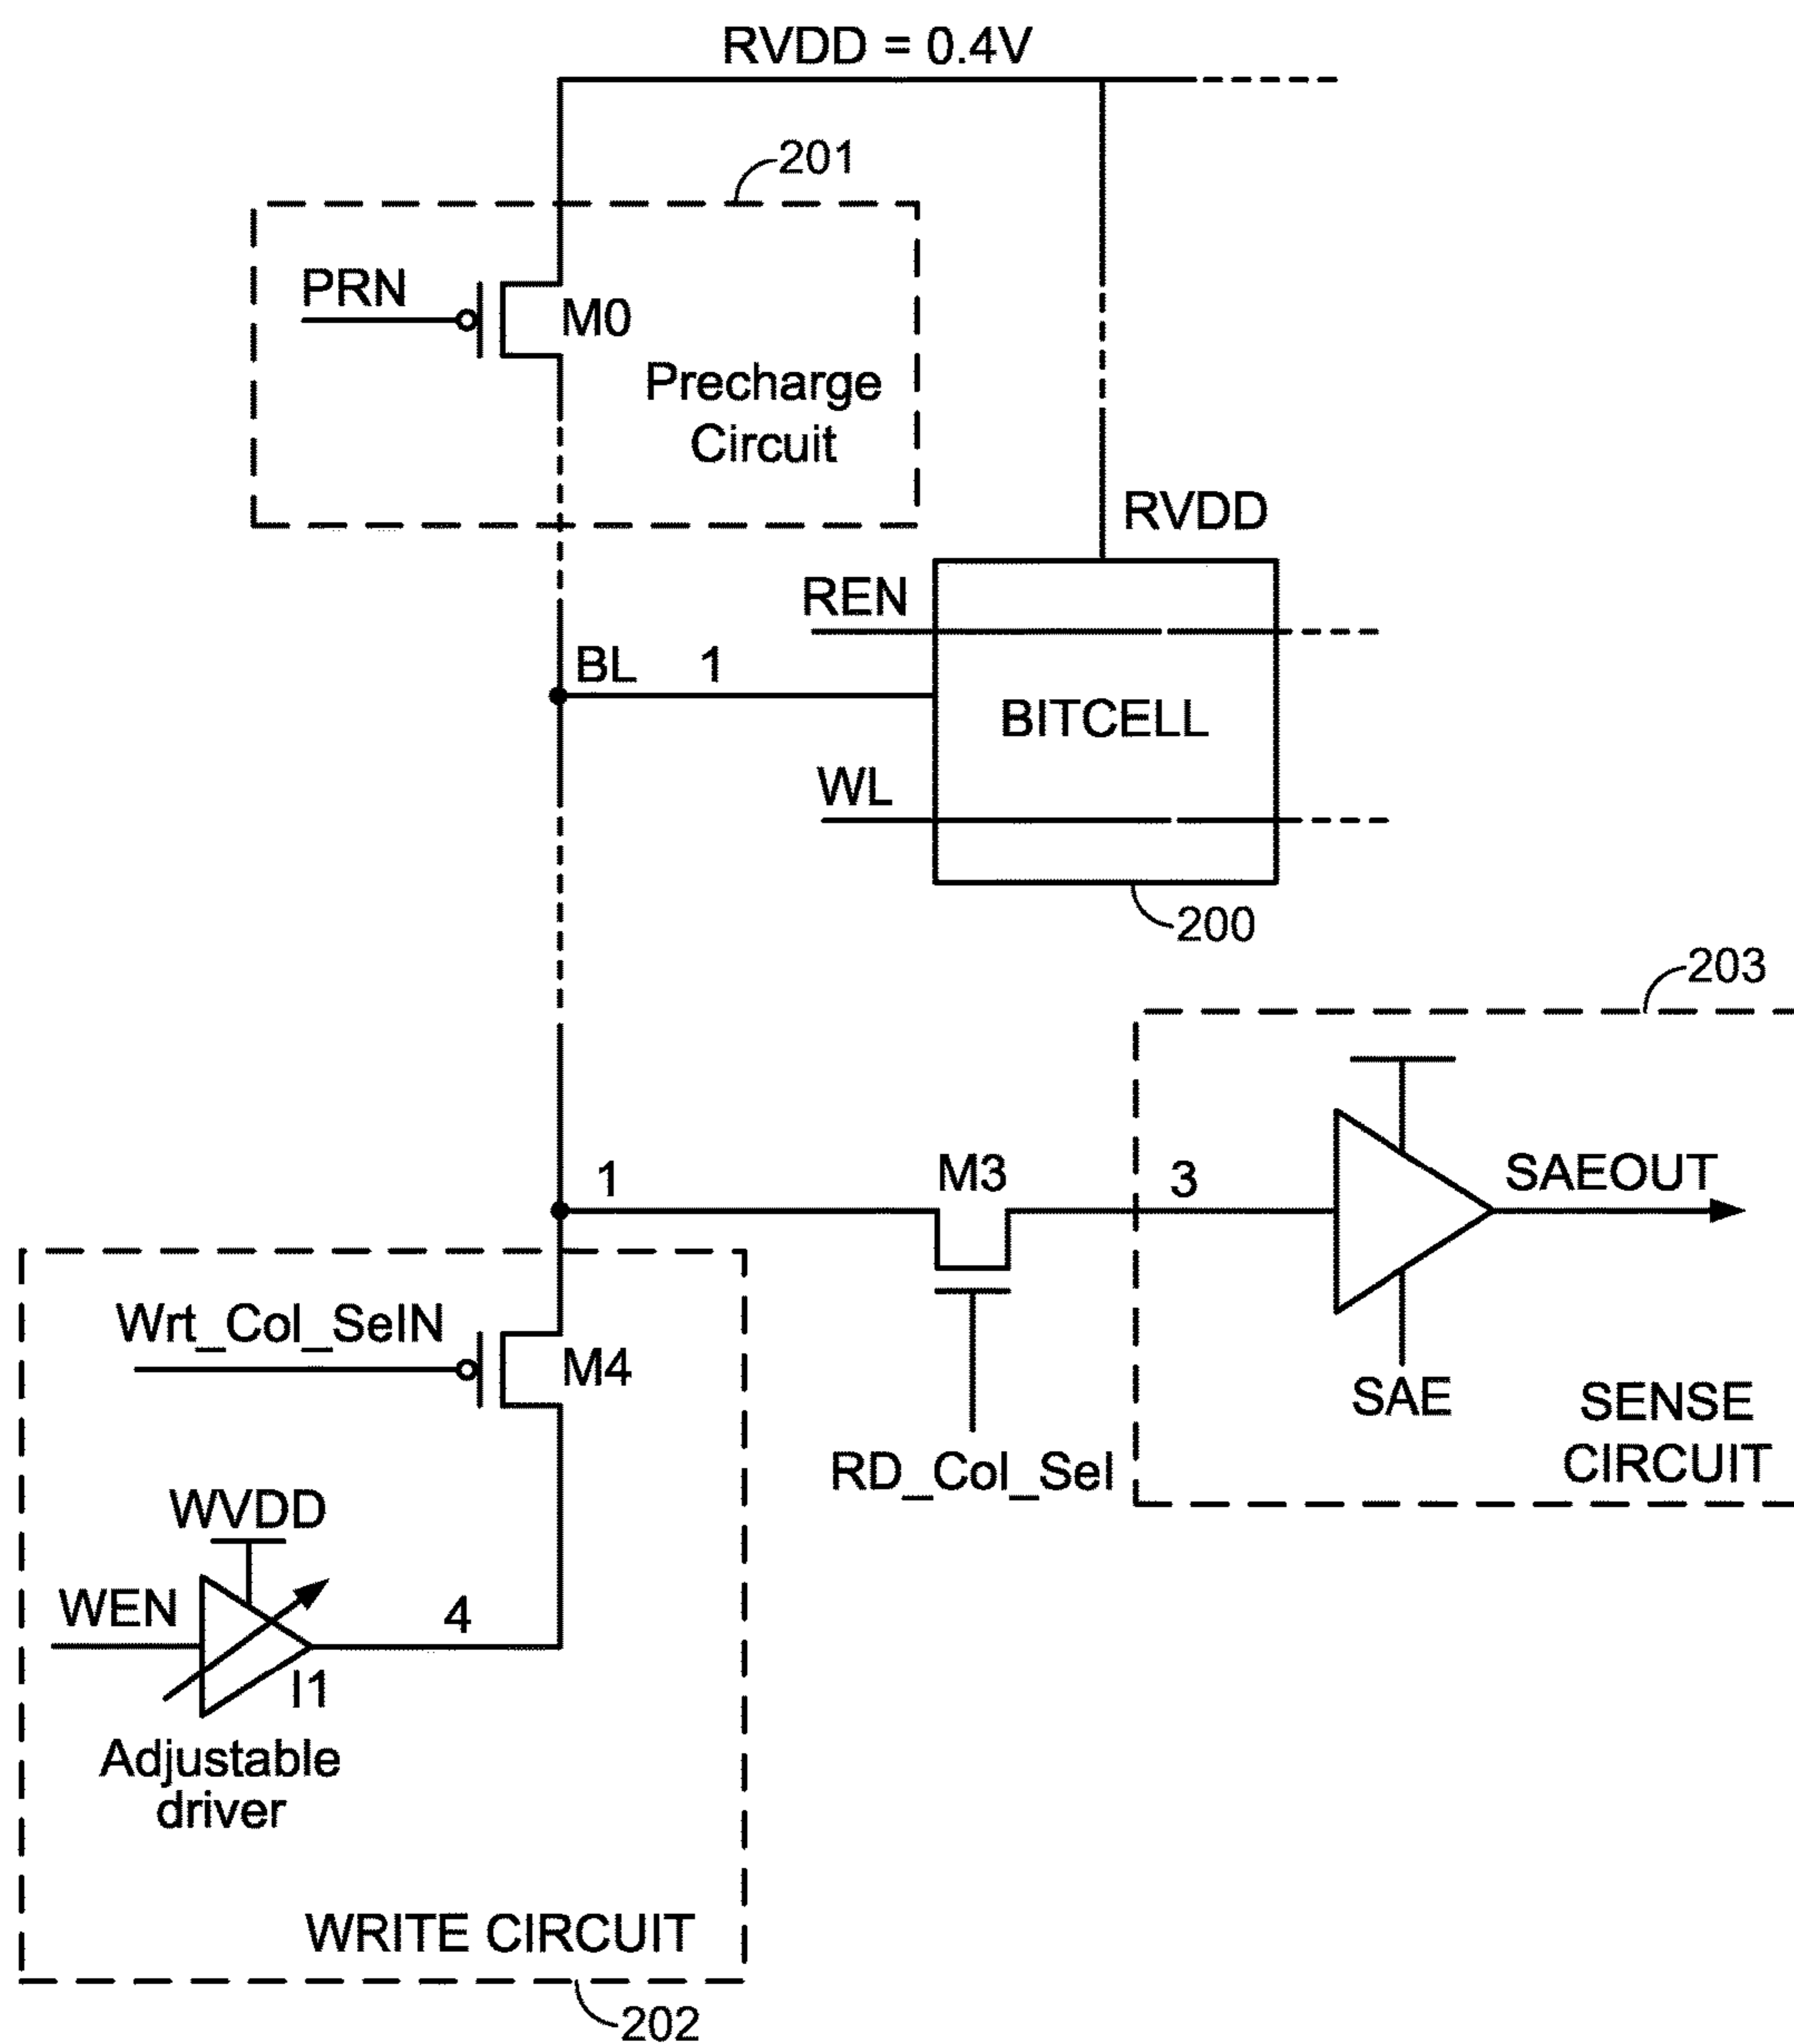 RVDD = 0.4V
201
PRN
M0
Precharge
Circuit
RVDD
REN
BL 1
BITCELL
WL
200
203
1
M3
3
SAEOUT
Wrt_Col_SelN
M4
SAE
SENSE
CIRCUIT
RD_Col_Sel
WVDD
WEN
4
I1
Adjustable
driver
WRITE CIRCUIT
202